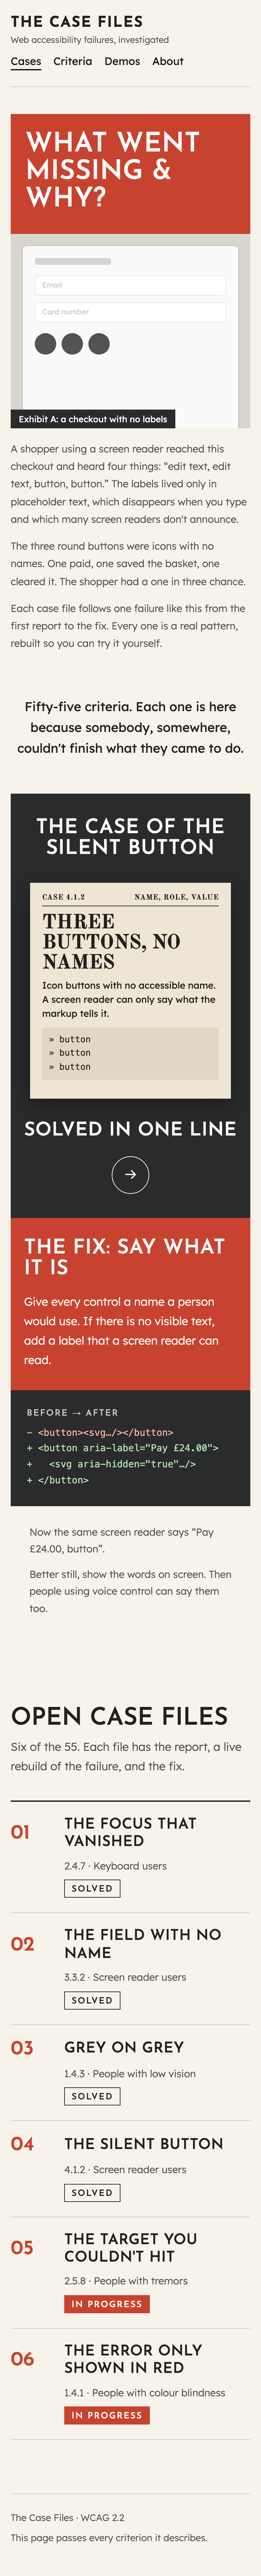 THE CASE FILES
Web accessibility failures, investigated
Cases Criteria Demos About
WHAT WENT
MISSING &
WHY?
Email
Card number
Exhibit A: a checkout with no labels
A shopper using a screen reader reached this
checkout and heard four things: “edit text, edit
text, button, button.” The labels lived only in
placeholder text, which disappears when you type
and which many screen readers don't announce.
The three round buttons were icons with no
names. One paid, one saved the basket, one
cleared it. The shopper had a one in three chance.
Each case file follows one failure like this from the
first report to the fix. Every one is a real pattern,
rebuilt so you can try it yourself.
Fifty-five criteria. Each one is here
because somebody, somewhere,
couldn't finish what they came to do.
THE CASE OF THE
SILENT BUTTON
CASE 4.1.2 NAME, ROLE, VALUE
THREE
BUTTONS, NO
NAMES
Icon buttons with no accessible name.
A screen reader can only say what the
markup tells it.
» button
» button
» button
SOLVED IN ONE LINE
→
THE FIX: SAY WHAT
IT IS
Give every control a name a person
would use. If there is no visible text,
add a label that a screen reader can
read.
BEFORE → AFTER
- <button><svg…/></button>
+ <button aria-label="Pay £24.00">
+   <svg aria-hidden="true"…/>
+ </button>
Now the same screen reader says “Pay
£24.00, button”.
Better still, show the words on screen. Then
people using voice control can say them
too.
OPEN CASE FILES
Six of the 55. Each file has the report, a live
rebuild of the failure, and the fix.
01 THE FOCUS THAT
VANISHED
2.4.7 · Keyboard users
SOLVED
02 THE FIELD WITH NO
NAME
3.3.2 · Screen reader users
SOLVED
03 GREY ON GREY
1.4.3 · People with low vision
SOLVED
04 THE SILENT BUTTON
4.1.2 · Screen reader users
SOLVED
05 THE TARGET YOU
COULDN'T HIT
2.5.8 · People with tremors
IN PROGRESS
06 THE ERROR ONLY
SHOWN IN RED
1.4.1 · People with colour blindness
IN PROGRESS
The Case Files · WCAG 2.2
This page passes every criterion it describes.